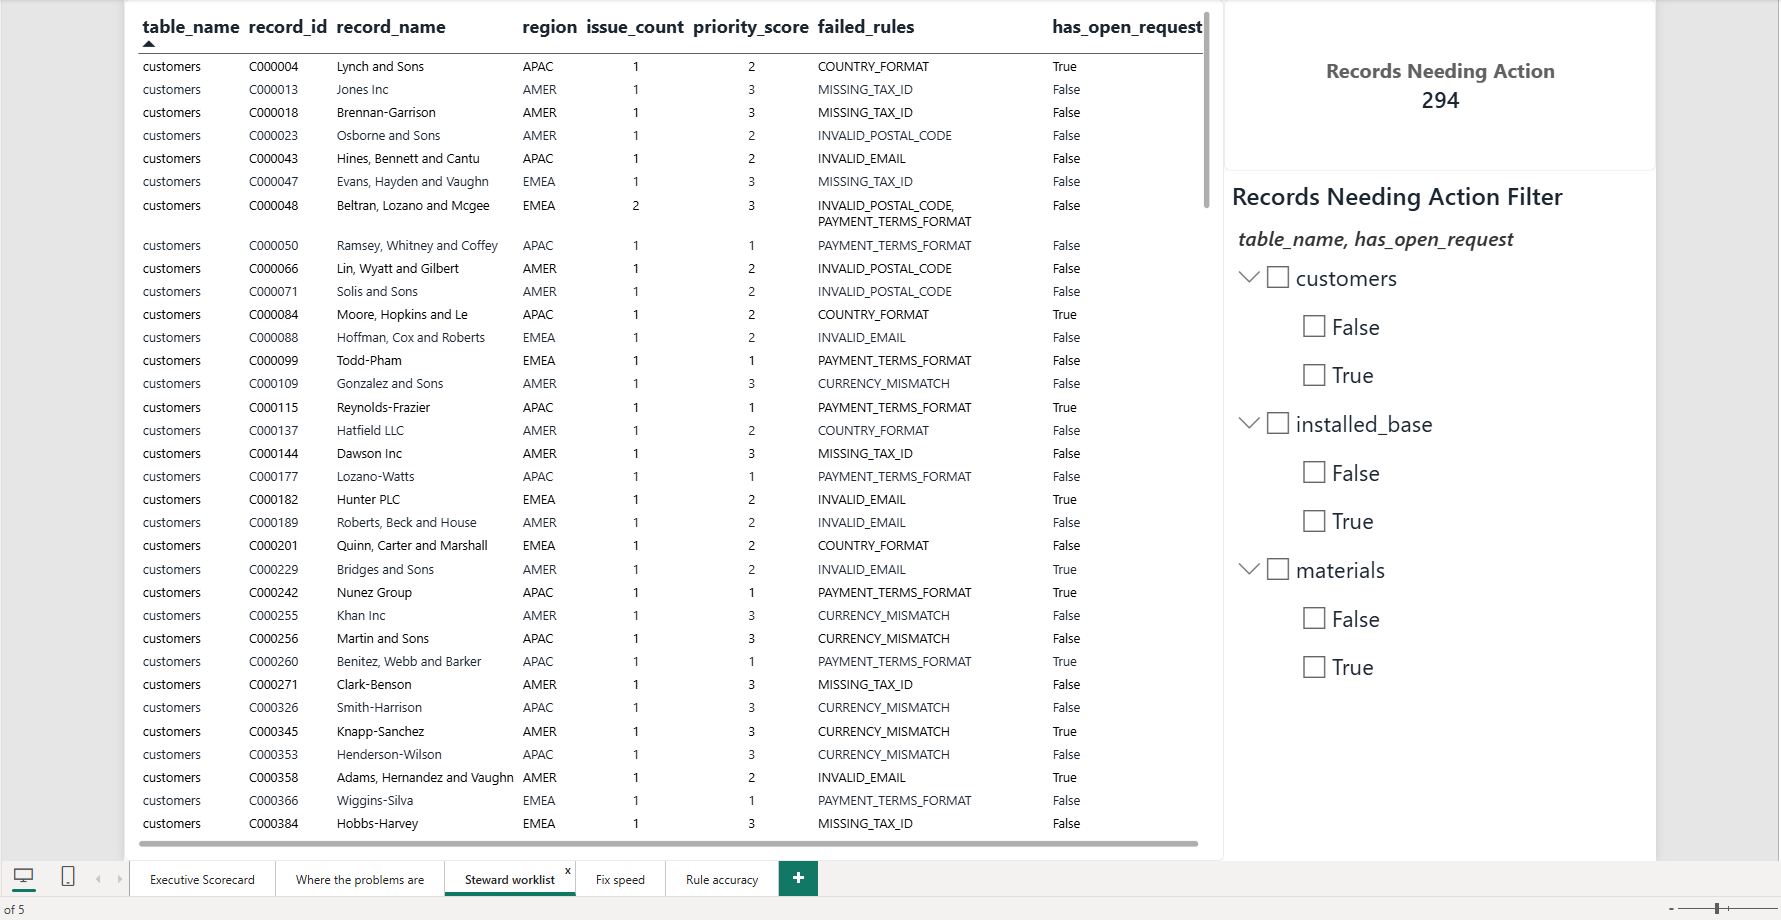 table_name record_id record_name region issue_count priority_score failed_rules has_open_request
customers C000004 Lynch and Sons APAC 1 2 COUNTRY_FORMAT True
customers C000013 Jones Inc AMER 1 3 MISSING_TAX_ID False
customers C000018 Brennan-Garrison AMER 1 3 MISSING_TAX_ID False
customers C000023 Osborne and Sons AMER 1 2 INVALID_POSTAL_CODE False
customers C000043 Hines, Bennett and Cantu APAC 1 2 INVALID_EMAIL False
customers C000047 Evans, Hayden and Vaughn EMEA 1 3 MISSING_TAX_ID False
customers C000048 Beltran, Lozano and Mcgee EMEA 2 3 INVALID_POSTAL_CODE, False
PAYMENT_TERMS_FORMAT
customers C000050 Ramsey, Whitney and Coffey APAC 1 1 PAYMENT_TERMS_FORMAT False
customers C000066 Lin, Wyatt and Gilbert AMER 1 2 INVALID_POSTAL_CODE False
customers C000071 Solis and Sons AMER 1 2 INVALID_POSTAL_CODE False
customers C000084 Moore, Hopkins and Le APAC 1 2 COUNTRY_FORMAT True
customers C000088 Hoffman, Cox and Roberts EMEA 1 2 INVALID_EMAIL False
customers C000099 Todd-Pham EMEA 1 1 PAYMENT_TERMS_FORMAT False
customers C000109 Gonzalez and Sons AMER 1 3 CURRENCY_MISMATCH False
customers C000115 Reynolds-Frazier APAC 1 1 PAYMENT_TERMS_FORMAT True
customers C000137 Hatfield LLC AMER 1 2 COUNTRY_FORMAT False
customers C000144 Dawson Inc AMER 1 3 MISSING_TAX_ID False
customers C000177 Lozano-Watts APAC 1 1 PAYMENT_TERMS_FORMAT False
customers C000182 Hunter PLC EMEA 1 2 INVALID_EMAIL True
customers C000189 Roberts, Beck and House AMER 1 2 INVALID_EMAIL False
customers C000201 Quinn, Carter and Marshall EMEA 1 2 COUNTRY_FORMAT False
customers C000229 Bridges and Sons AMER 1 2 INVALID_EMAIL True
customers C000242 Nunez Group APAC 1 1 PAYMENT_TERMS_FORMAT True
customers C000255 Khan Inc AMER 1 3 CURRENCY_MISMATCH False
customers C000256 Martin and Sons APAC 1 3 CURRENCY_MISMATCH False
customers C000260 Benitez, Webb and Barker APAC 1 1 PAYMENT_TERMS_FORMAT True
customers C000271 Clark-Benson AMER 1 3 MISSING_TAX_ID False
customers C000326 Smith-Harrison APAC 1 3 CURRENCY_MISMATCH False
customers C000345 Knapp-Sanchez AMER 1 3 CURRENCY_MISMATCH True
customers C000353 Henderson-Wilson APAC 1 3 CURRENCY_MISMATCH False
customers C000358 Adams, Hernandez and Vaughn AMER 1 2 INVALID_EMAIL True
customers C000366 Wiggins-Silva EMEA 1 1 PAYMENT_TERMS_FORMAT False
customers C000384 Hobbs-Harvey EMEA 1 3 MISSING_TAX_ID False
Records Needing Action
294
Records Needing Action Filter
table_name, has_open_request
customers
False
True
installed_base
False
True
materials
False
True
Executive Scorecard Where the problems are Steward worklist x Fix speed Rule accuracy +
of 5